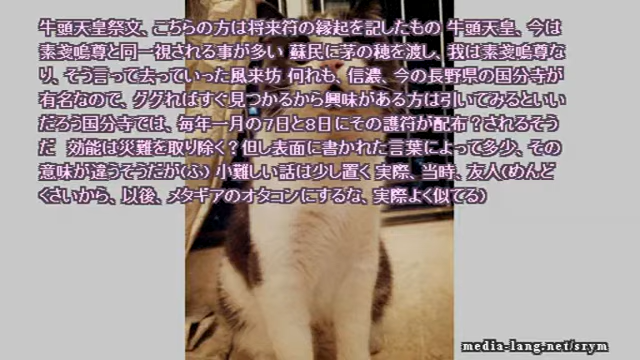 牛頭天皇祭文、こちらの方は将来符の縁起を記したもの 牛頭天皇、今は
素戔嗚尊と同一視される事が多い 蘇民に茅の穂を渡し、我は素戔嗚尊な
り、そう言って去っていった風来坊 何れも、信濃、今の長野県の国分寺が
有名なので、ググればすぐ見つかるから興味がある方は引いてみるといい
だろう国分寺では、毎年一月の7日と8日にその護符が配布?されるそう
だ　効能は災難を取り除く?但し表面に書かれた言葉によって多少、その
意味が違うそうだが(ふ) 小難しい話は少し置く 実際、当時、友人(めんど
くさいから、以後、メタギアのオタコンにするな、実際よく似てる)
media-lang.net/srym